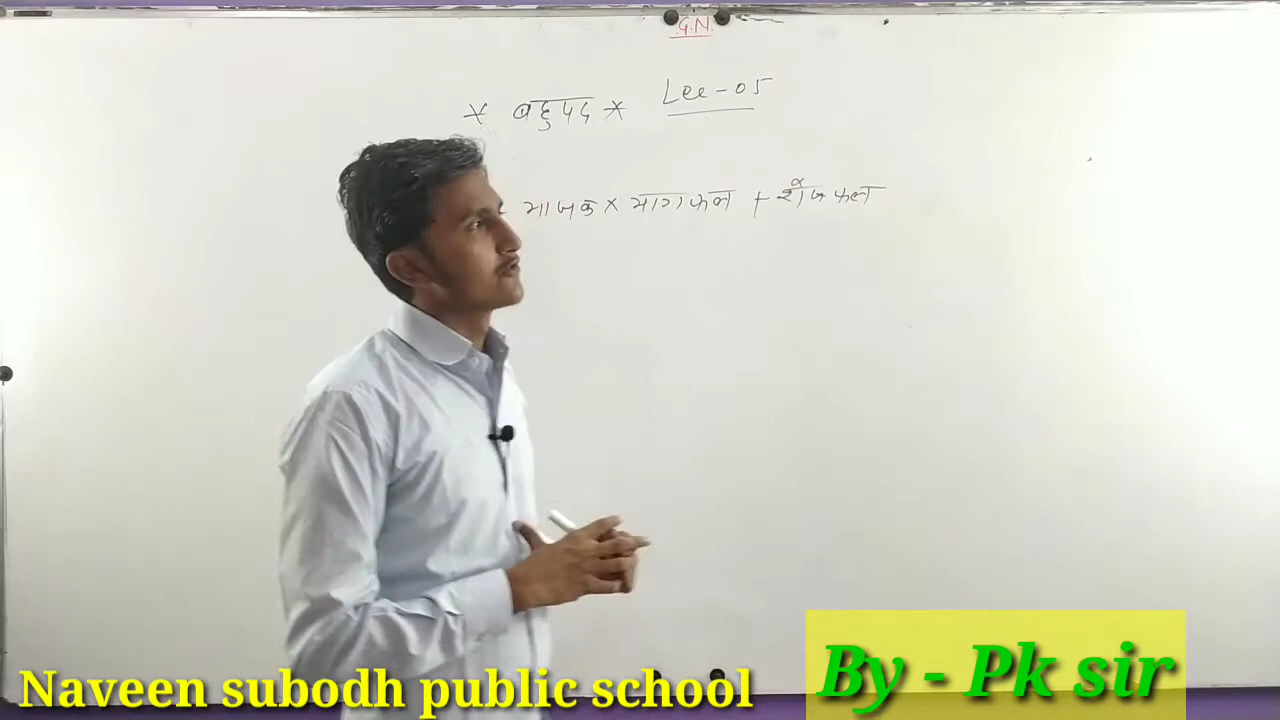 G.N
* बहुपद * Lec-05
भाजक × भागफल + शेषफल
Naveen subodh public school
By - Pk sir